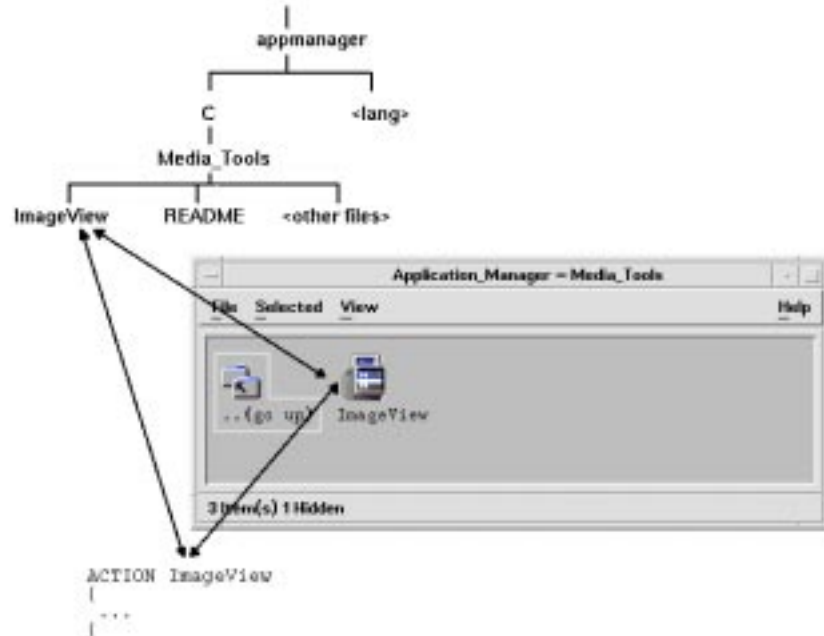 appmanager
C <lang>
Media_Tools
ImageView README <other files>
Application_Manager – Media_Tools
File Selected View Help
..(go up) ImageView
3 Item(s) 1 Hidden
ACTION ImageView
{
...
{